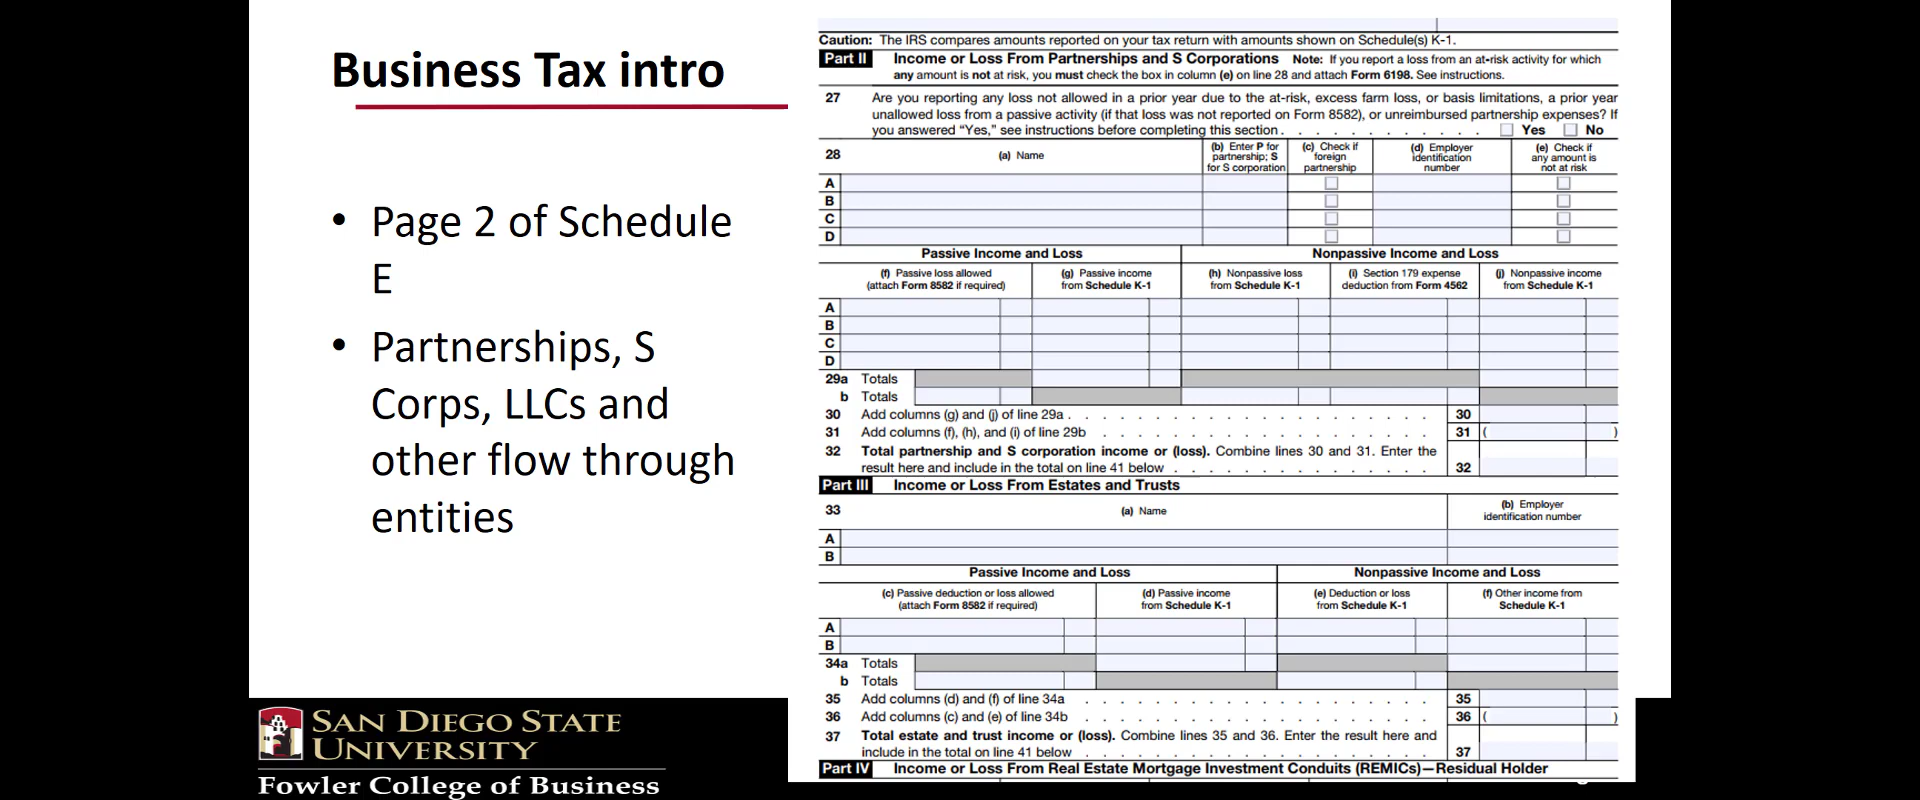 Business Tax intro
• Page 2 of Schedule
E
• Partnerships, S
Corps, LLCs and
other flow through
entities
Caution: The IRS compares amounts reported on your tax return with amounts shown on Schedule(s) K-1.
Part II Income or Loss From Partnerships and S Corporations Note: If you report a loss from an at-risk activity for which
any amount is not at risk, you must check the box in column (e) on line 28 and attach Form 6198. See instructions.
27 Are you reporting any loss not allowed in a prior year due to the at-risk, excess farm loss, or basis limitations, a prior year
unallowed loss from a passive activity (if that loss was not reported on Form 8582), or unreimbursed partnership expenses? If
you answered “Yes,” see instructions before completing this section . . . . . . . . . . . Yes No
28 (a) Name (b) Enter P for
partnership; S
for S corporation (c) Check if
foreign
partnership (d) Employer
identification
number (e) Check if
any amount is
not at risk
A
B
C
D
Passive Income and Loss Nonpassive Income and Loss
(f) Passive loss allowed
(attach Form 8582 if required) (g) Passive income
from Schedule K-1 (h) Nonpassive loss
from Schedule K-1 (i) Section 179 expense
deduction from Form 4562 (j) Nonpassive income
from Schedule K-1
A
B
C
D
29a Totals
b Totals
30 Add columns (g) and (j) of line 29a . . . . . . . . . . . . . . . . . . . . 30
31 Add columns (f), (h), and (i) of line 29b . . . . . . . . . . . . . . . . . . . 31 ( )
32 Total partnership and S corporation income or (loss). Combine lines 30 and 31. Enter the
result here and include in the total on line 41 below . . . . . . . . . . . . . . . 32
Part III Income or Loss From Estates and Trusts
33 (a) Name (b) Employer
identification number
A
B
Passive Income and Loss Nonpassive Income and Loss
(c) Passive deduction or loss allowed
(attach Form 8582 if required) (d) Passive income
from Schedule K-1 (e) Deduction or loss
from Schedule K-1 (f) Other income from
Schedule K-1
A
B
34a Totals
b Totals
35 Add columns (d) and (f) of line 34a . . . . . . . . . . . . . . . . . . . . 35
36 Add columns (c) and (e) of line 34b . . . . . . . . . . . . . . . . . . . . 36 ( )
37 Total estate and trust income or (loss). Combine lines 35 and 36. Enter the result here and
include in the total on line 41 below . . . . . . . . . . . . . . . . . . . . 37
Part IV Income or Loss From Real Estate Mortgage Investment Conduits (REMICs)—Residual Holder
SAN DIEGO STATE
UNIVERSITY
Fowler College of Business